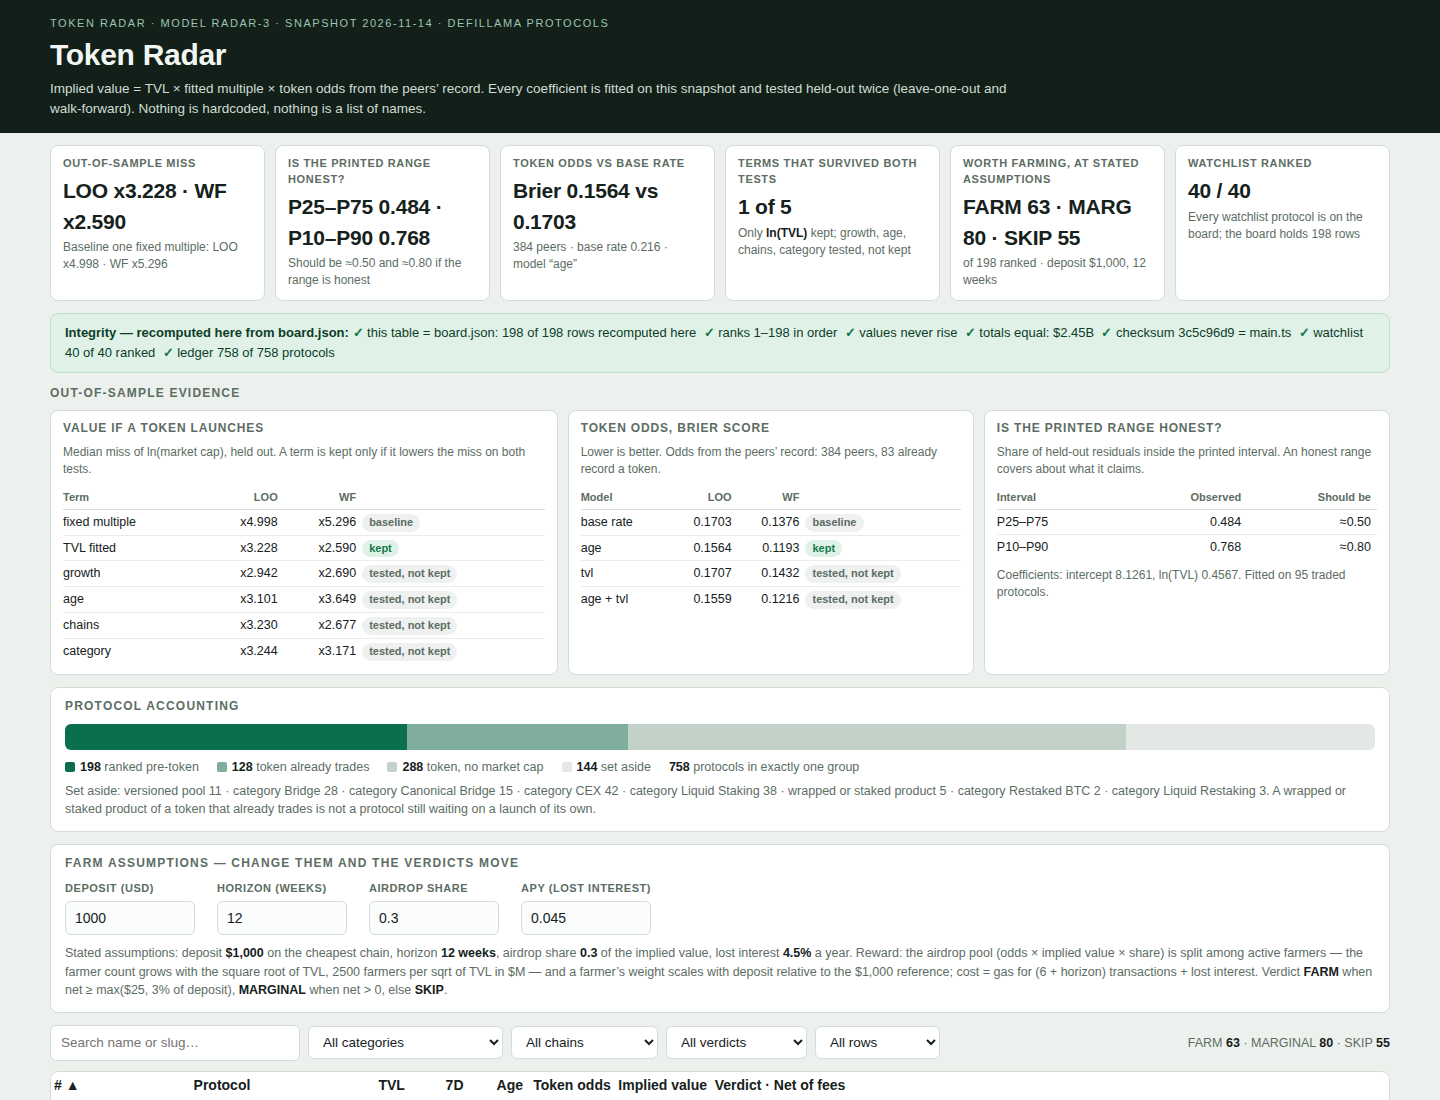 TOKEN RADAR · MODEL RADAR-3 · SNAPSHOT 2026-11-14 · DEFILLAMA PROTOCOLS
Token Radar
Implied value = TVL × fitted multiple × token odds from the peers’ record. Every coefficient is fitted on this snapshot and tested held-out twice (leave-one-out and
walk-forward). Nothing is hardcoded, nothing is a list of names.
OUT-OF-SAMPLE MISS
LOO x3.228 · WF
x2.590
Baseline one fixed multiple: LOO
x4.998 · WF x5.296
IS THE PRINTED RANGE
HONEST?
P25–P75 0.484 ·
P10–P90 0.768
Should be ≈0.50 and ≈0.80 if the
range is honest
TOKEN ODDS VS BASE RATE
Brier 0.1564 vs
0.1703
384 peers · base rate 0.216 ·
model “age”
TERMS THAT SURVIVED BOTH
TESTS
1 of 5
Only ln(TVL) kept; growth, age,
chains, category tested, not kept
WORTH FARMING, AT STATED
ASSUMPTIONS
FARM 63 · MARG
80 · SKIP 55
of 198 ranked · deposit $1,000, 12
weeks
WATCHLIST RANKED
40 / 40
Every watchlist protocol is on the
board; the board holds 198 rows
Integrity — recomputed here from board.json: ✓ this table = board.json: 198 of 198 rows recomputed here ✓ ranks 1–198 in order ✓ values never rise ✓ totals equal: $2.45B ✓ checksum 3c5c96d9 = main.ts ✓ watchlist
40 of 40 ranked ✓ ledger 758 of 758 protocols
OUT-OF-SAMPLE EVIDENCE
VALUE IF A TOKEN LAUNCHES
Median miss of ln(market cap), held out. A term is kept only if it lowers the miss on both
tests.
Term LOO WF
fixed multiple x4.998 x5.296 baseline
TVL fitted x3.228 x2.590 kept
growth x2.942 x2.690 tested, not kept
age x3.101 x3.649 tested, not kept
chains x3.230 x2.677 tested, not kept
category x3.244 x3.171 tested, not kept
TOKEN ODDS, BRIER SCORE
Lower is better. Odds from the peers’ record: 384 peers, 83 already
record a token.
Model LOO WF
base rate 0.1703 0.1376 baseline
age 0.1564 0.1193 kept
tvl 0.1707 0.1432 tested, not kept
age + tvl 0.1559 0.1216 tested, not kept
IS THE PRINTED RANGE HONEST?
Share of held-out residuals inside the printed interval. An honest range
covers about what it claims.
Interval Observed Should be
P25–P75 0.484 ≈0.50
P10–P90 0.768 ≈0.80
Coefficients: intercept 8.1261, ln(TVL) 0.4567. Fitted on 95 traded
protocols.
PROTOCOL ACCOUNTING
198 ranked pre-token 128 token already trades 288 token, no market cap 144 set aside 758 protocols in exactly one group
Set aside: versioned pool 11 · category Bridge 28 · category Canonical Bridge 15 · category CEX 42 · category Liquid Staking 38 · wrapped or staked product 5 · category Restaked BTC 2 · category Liquid Restaking 3. A wrapped or
staked product of a token that already trades is not a protocol still waiting on a launch of its own.
FARM ASSUMPTIONS — CHANGE THEM AND THE VERDICTS MOVE
DEPOSIT (USD) HORIZON (WEEKS) AIRDROP SHARE APY (LOST INTEREST)
1000 12 0.3 0.045
Stated assumptions: deposit $1,000 on the cheapest chain, horizon 12 weeks, airdrop share 0.3 of the implied value, lost interest 4.5% a year. Reward: the airdrop pool (odds × implied value × share) is split among active farmers — the
farmer count grows with the square root of TVL, 2500 farmers per sqrt of TVL in $M — and a farmer’s weight scales with deposit relative to the $1,000 reference; cost = gas for (6 + horizon) transactions + lost interest. Verdict FARM when
net ≥ max($25, 3% of deposit), MARGINAL when net > 0, else SKIP.
Search name or slug… All categories All chains All verdicts All rows FARM 63 · MARGINAL 80 · SKIP 55
# ▲ Protocol TVL 7D Age Token odds Implied value Verdict · Net of fees